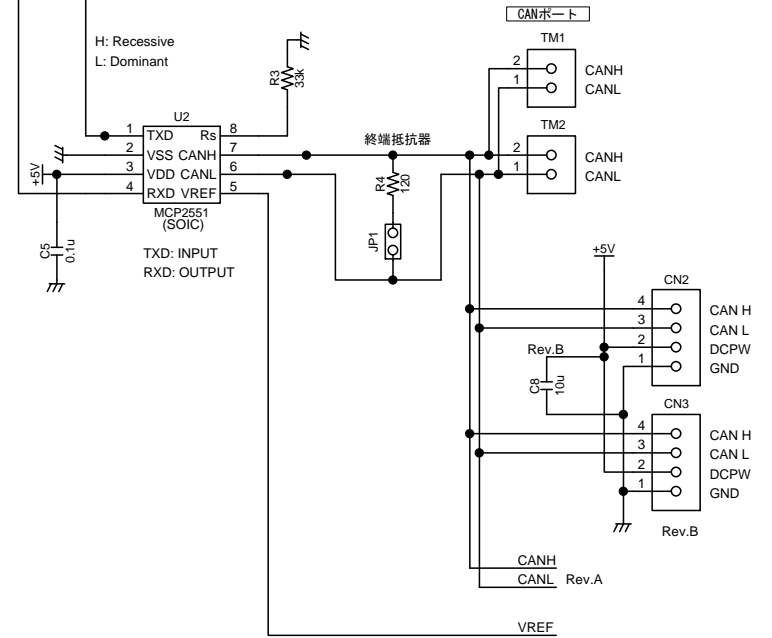 CANポート
H: Recessive
L: Dominant
TM1
2
1
CANH
CANL
R3
33k
U2
1
2
3
4
TXD
VSS
VDD
RXD
Rs
CANH
CANL
VREF
8
7
6
5
MCP2551
(SOIC)
+5V
C5
0.1u
TXD: INPUT
RXD: OUTPUT
終端抵抗器
R4
120
JP1
TM2
2
1
CANH
CANL
+5V
CN2
4
3
2
1
CAN H
CAN L
DCPW
GND
Rev.B
C8
10u
CN3
4
3
2
1
CAN H
CAN L
DCPW
GND
Rev.B
CANH
CANL Rev.A
VREF